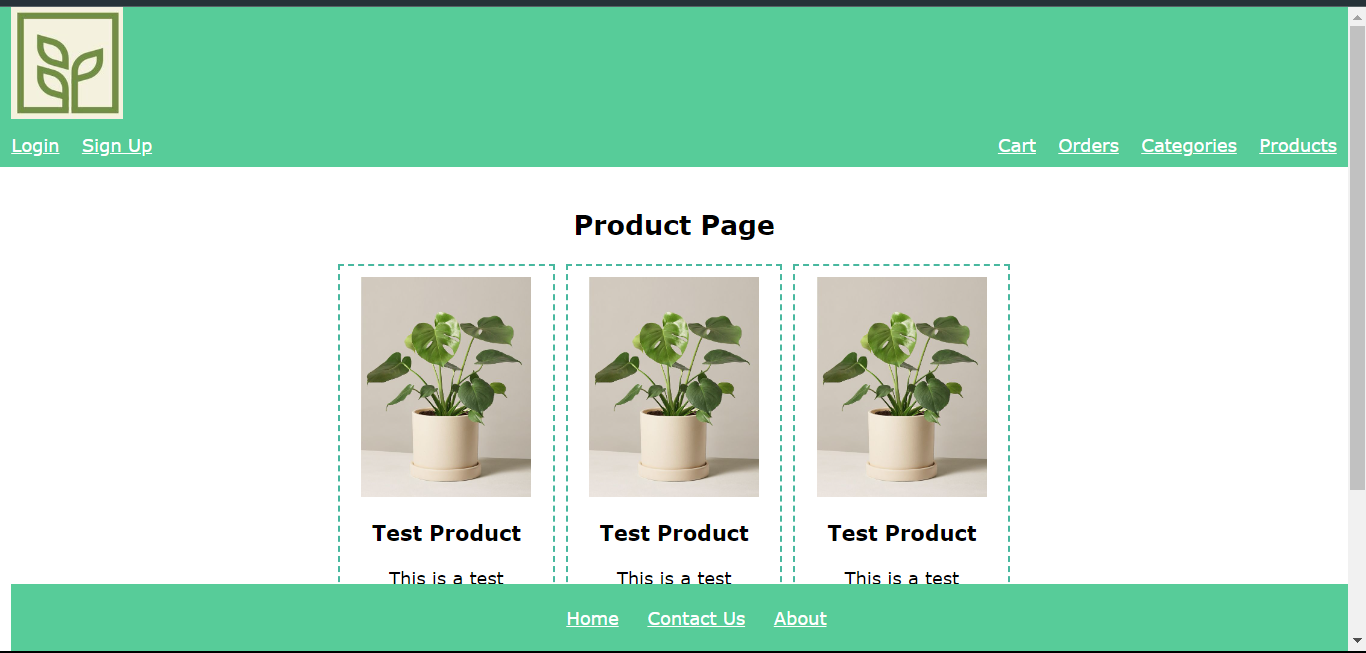 Login Sign Up Cart Orders Categories Products
Product Page
Test Product Test Product Test Product
This is a test This is a test This is a test
Home Contact Us About